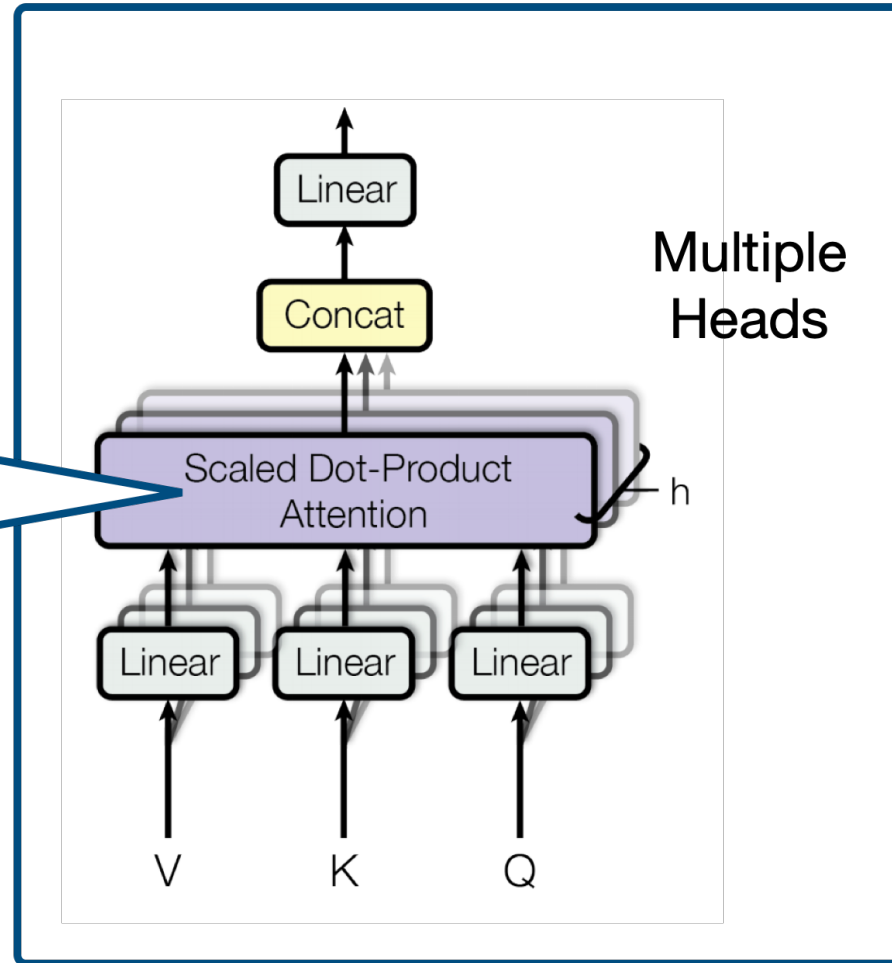 Linear
Multiple
Heads
Concat
Scaled Dot-Product
Attention
h
Linear
Linear
Linear
V
K
Q